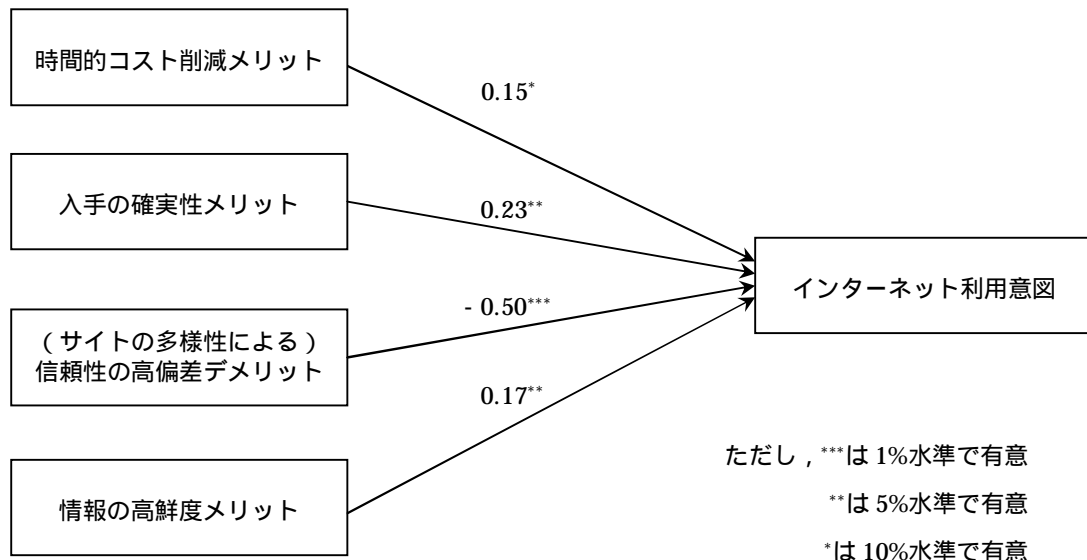 時間的コスト削減メリット
0.15*
入手の確実性メリット
0.23**
インターネット利用意図
(サイトの多様性による)
信頼性の高偏差デメリット
- 0.50***
0.17**
情報の高鮮度メリット
ただし,***は 1%水準で有意
**は 5%水準で有意
*は 10%水準で有意